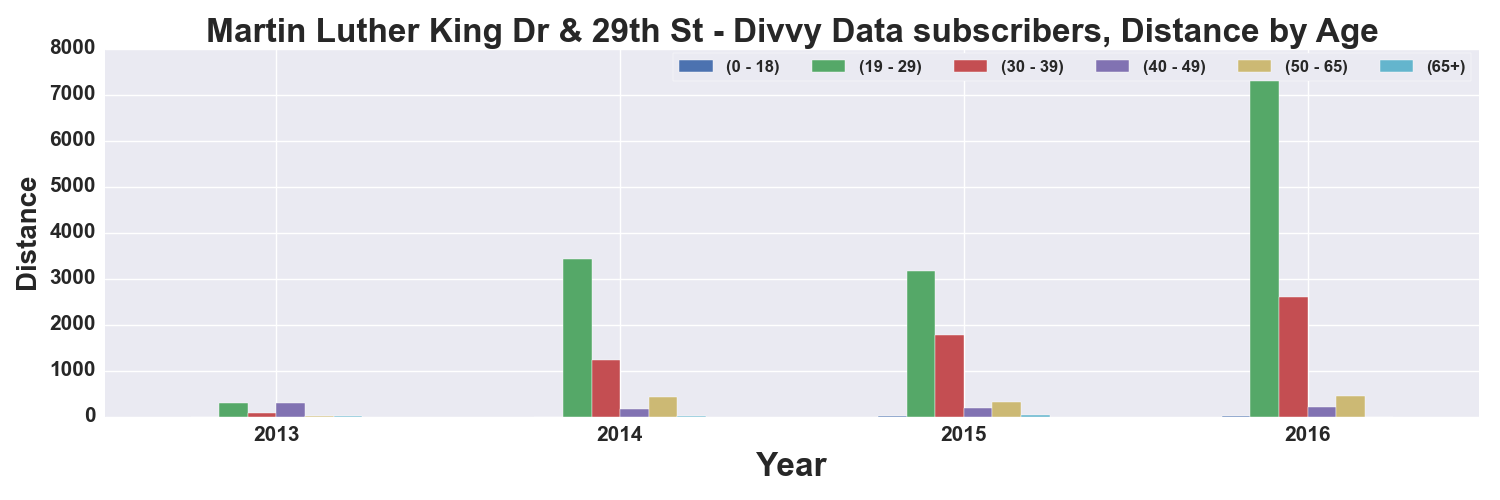 Martin Luther King Dr & 29th St - Divvy Data subscribers, Distance by Age
(0 - 18) (19 - 29) (30 - 39) (40 - 49) (50 - 65) (65+)
8000
7000
6000
5000
4000
3000
2000
1000
0
Distance
2013 2014 2015 2016
Year